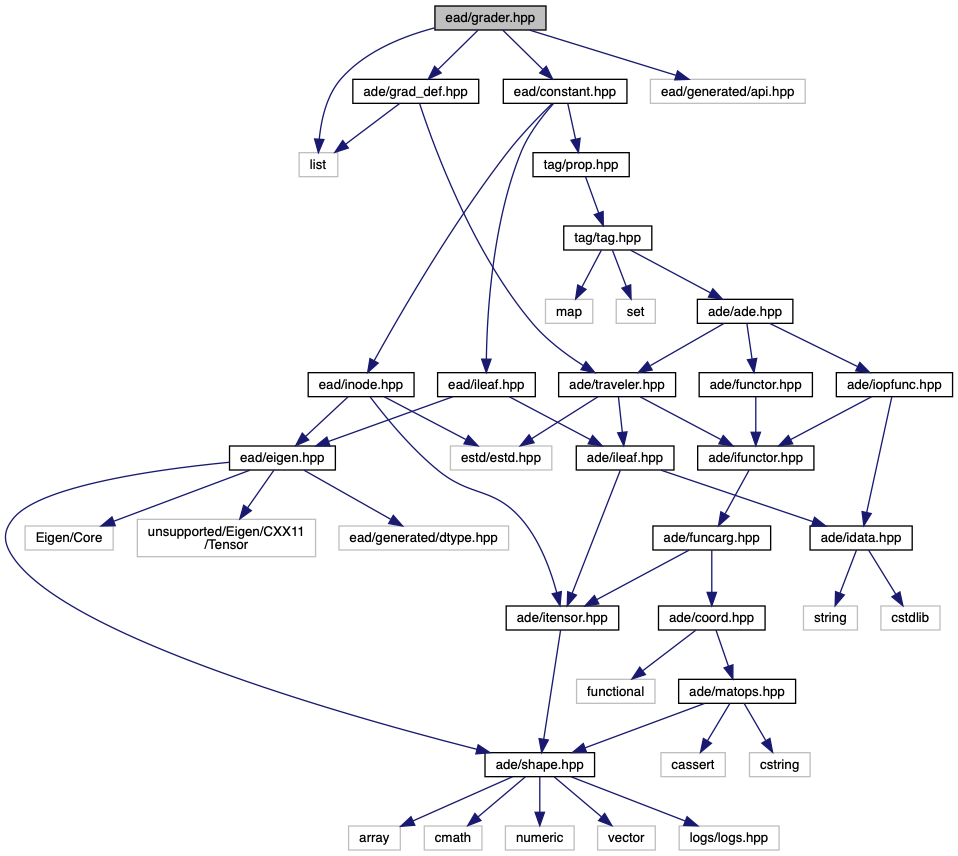 ead/grader.hpp
ade/grad_def.hpp
ead/constant.hpp
ead/generated/api.hpp
list
tag/prop.hpp
tag/tag.hpp
map
set
ade/ade.hpp
ead/inode.hpp
ead/ileaf.hpp
ade/traveler.hpp
ade/functor.hpp
ade/iopfunc.hpp
ead/eigen.hpp
estd/estd.hpp
ade/ileaf.hpp
ade/ifunctor.hpp
Eigen/Core
unsupported/Eigen/CXX11
/Tensor
ead/generated/dtype.hpp
ade/funcarg.hpp
ade/idata.hpp
ade/itensor.hpp
ade/coord.hpp
string
cstdlib
functional
ade/matops.hpp
ade/shape.hpp
cassert
cstring
array
cmath
numeric
vector
logs/logs.hpp